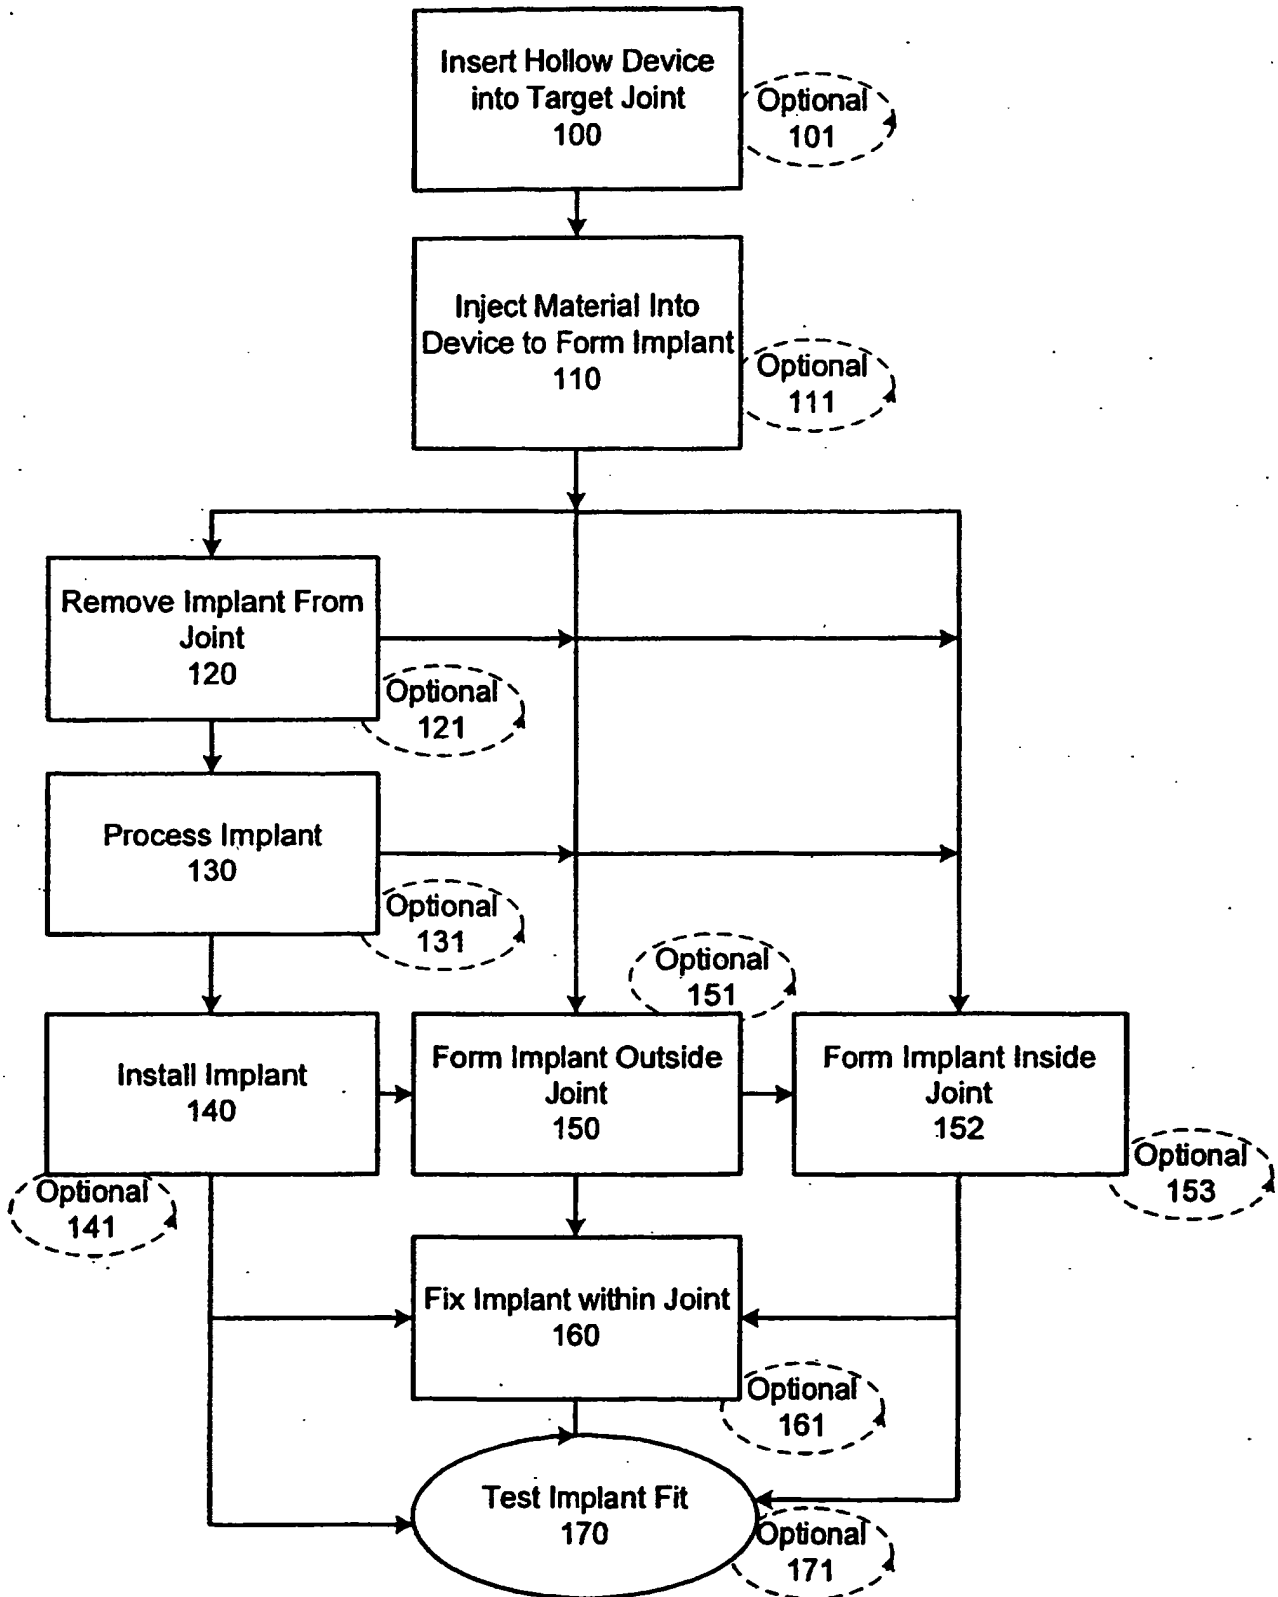 Insert Hollow Device
into Target Joint
100
Optional
101
Inject Material Into
Device to Form Implant
110
Optional
111
Remove Implant From
Joint
120
Optional
121
Process Implant
130
Optional
131
Optional
151
Install Implant
140
Optional
141
Form Implant Outside
Joint
150
Form Implant Inside
Joint
152
Optional
153
Fix Implant within Joint
160
Optional
161
Test Implant Fit
170
Optional
171